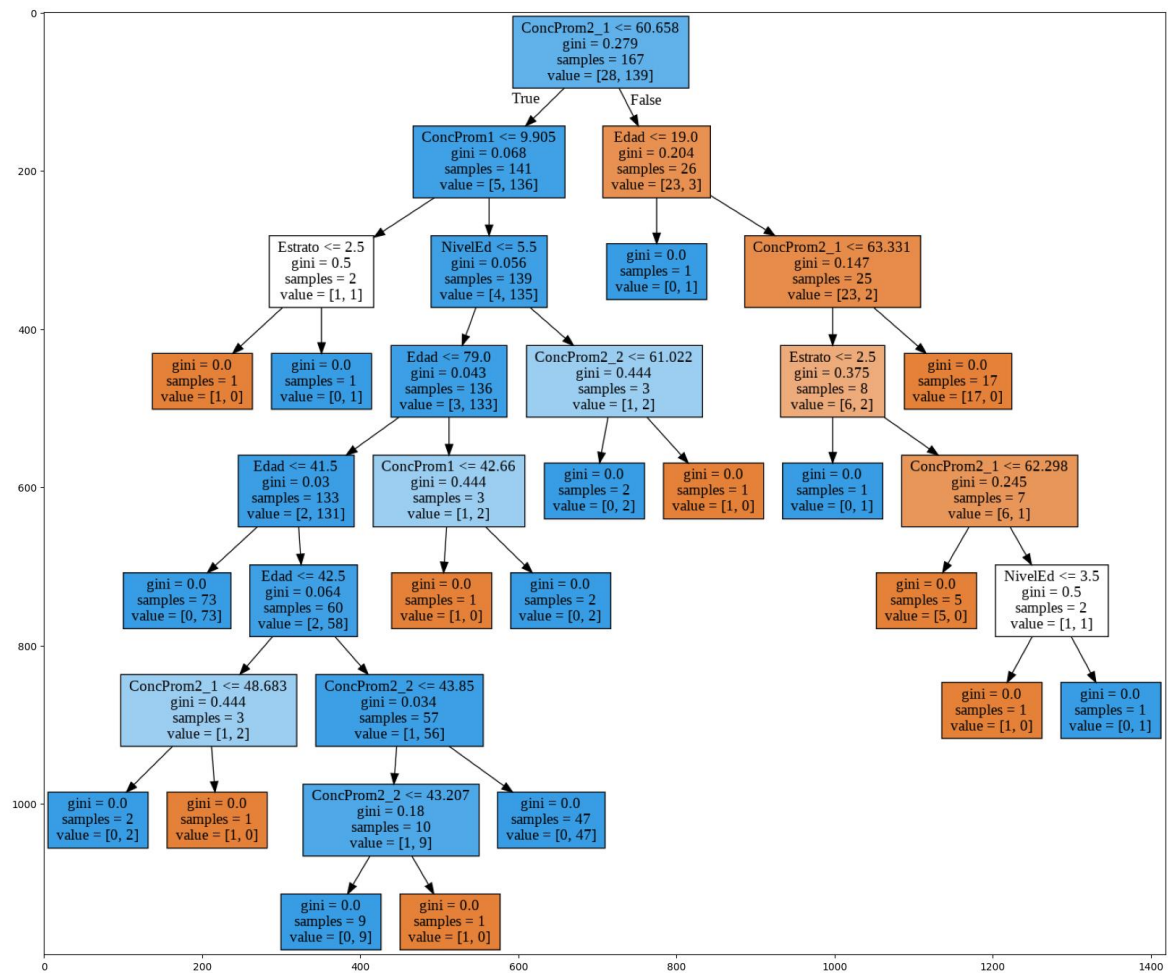 ConcProm2_1 <= 60.658
gini = 0.279
samples = 167
value = [28, 139]
True
False
ConcProm1 <= 9.905
gini = 0.068
samples = 141
value = [5, 136]
Edad <= 19.0
gini = 0.204
samples = 26
value = [23, 3]
Estrato <= 2.5
gini = 0.5
samples = 2
value = [1, 1]
NivelEd <= 5.5
gini = 0.056
samples = 139
value = [4, 135]
gini = 0.0
samples = 1
value = [0, 1]
ConcProm2_1 <= 63.331
gini = 0.147
samples = 25
value = [23, 2]
gini = 0.0
samples = 1
value = [1, 0]
gini = 0.0
samples = 1
value = [0, 1]
Edad <= 79.0
gini = 0.043
samples = 136
value = [3, 133]
ConcProm2_2 <= 61.022
gini = 0.444
samples = 3
value = [1, 2]
Estrato <= 2.5
gini = 0.375
samples = 8
value = [6, 2]
gini = 0.0
samples = 17
value = [17, 0]
Edad <= 41.5
gini = 0.03
samples = 133
value = [2, 131]
ConcProm1 <= 42.66
gini = 0.444
samples = 3
value = [1, 2]
gini = 0.0
samples = 2
value = [0, 2]
gini = 0.0
samples = 1
value = [1, 0]
gini = 0.0
samples = 1
value = [0, 1]
ConcProm2_1 <= 62.298
gini = 0.245
samples = 7
value = [6, 1]
gini = 0.0
samples = 73
value = [0, 73]
Edad <= 42.5
gini = 0.064
samples = 60
value = [2, 58]
gini = 0.0
samples = 1
value = [1, 0]
gini = 0.0
samples = 2
value = [0, 2]
gini = 0.0
samples = 5
value = [5, 0]
NivelEd <= 3.5
gini = 0.5
samples = 2
value = [1, 1]
ConcProm2_1 <= 48.683
gini = 0.444
samples = 3
value = [1, 2]
ConcProm2_2 <= 43.85
gini = 0.034
samples = 57
value = [1, 56]
gini = 0.0
samples = 1
value = [1, 0]
gini = 0.0
samples = 1
value = [0, 1]
gini = 0.0
samples = 2
value = [0, 2]
gini = 0.0
samples = 1
value = [1, 0]
ConcProm2_2 <= 43.207
gini = 0.18
samples = 10
value = [1, 9]
gini = 0.0
samples = 47
value = [0, 47]
gini = 0.0
samples = 9
value = [0, 9]
gini = 0.0
samples = 1
value = [1, 0]
0
200
400
600
800
1000
0 200 400 600 800 1000 1200 1400